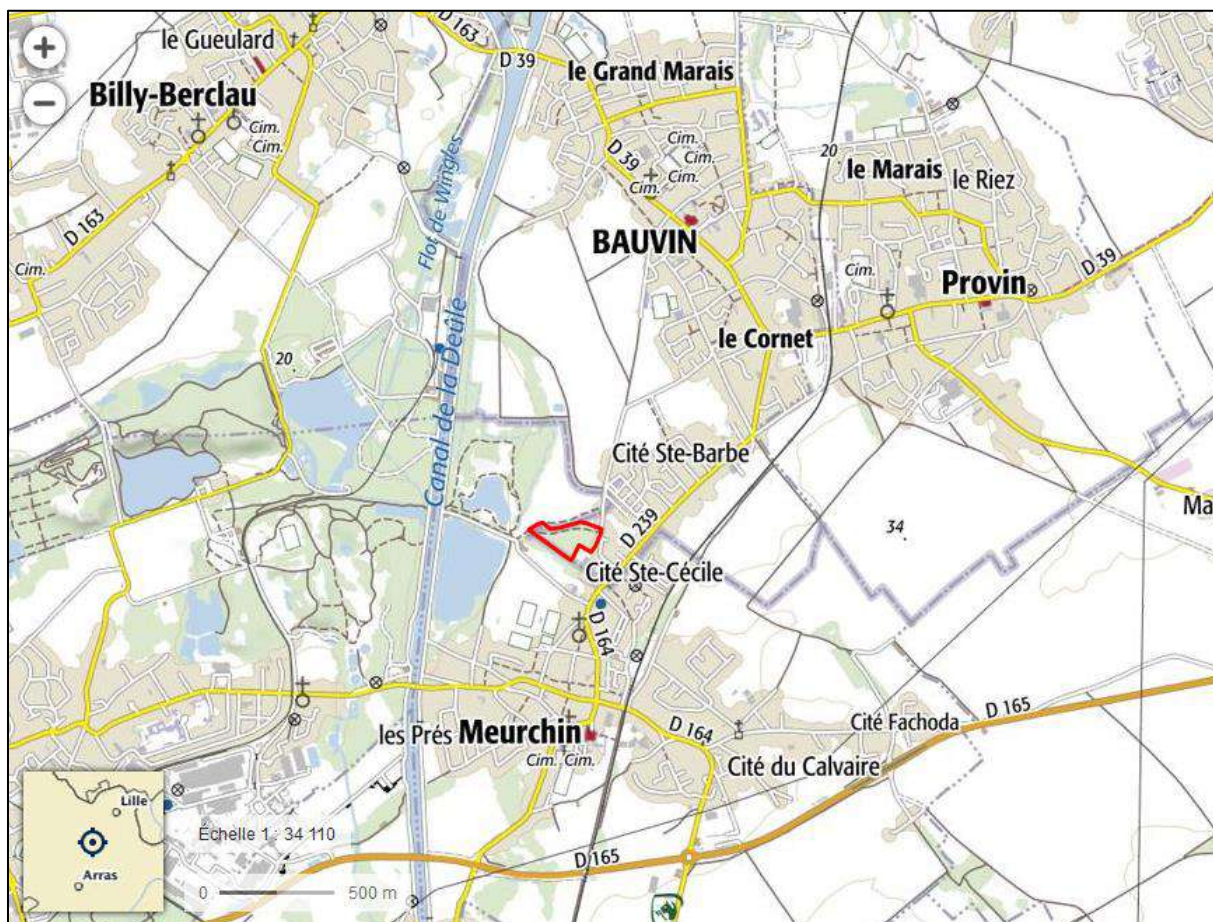 le Gueulard
D 163
D 39
le Grand Marais
Billy-Berclau
Cim.
Cim.
Cim.
Cim.
Cim.
Cim.
D 39
20
le Marais
le Riez
Flot de Wingles
D 163
BAUVIN
Cim.
Cim.
Provin
D 39
le Cornet
20
Canal de la Deûle
Cité Ste-Barbe
Ma
34
D 239
Cité Ste-Cécile
D 164
les Prés
Meurchin
D 164
Cité Fachoda
D 165
Cim.
Cim.
Cité du Calvaire
Lille
Arras
Échelle 1 : 34 110
0
500 m
D 165